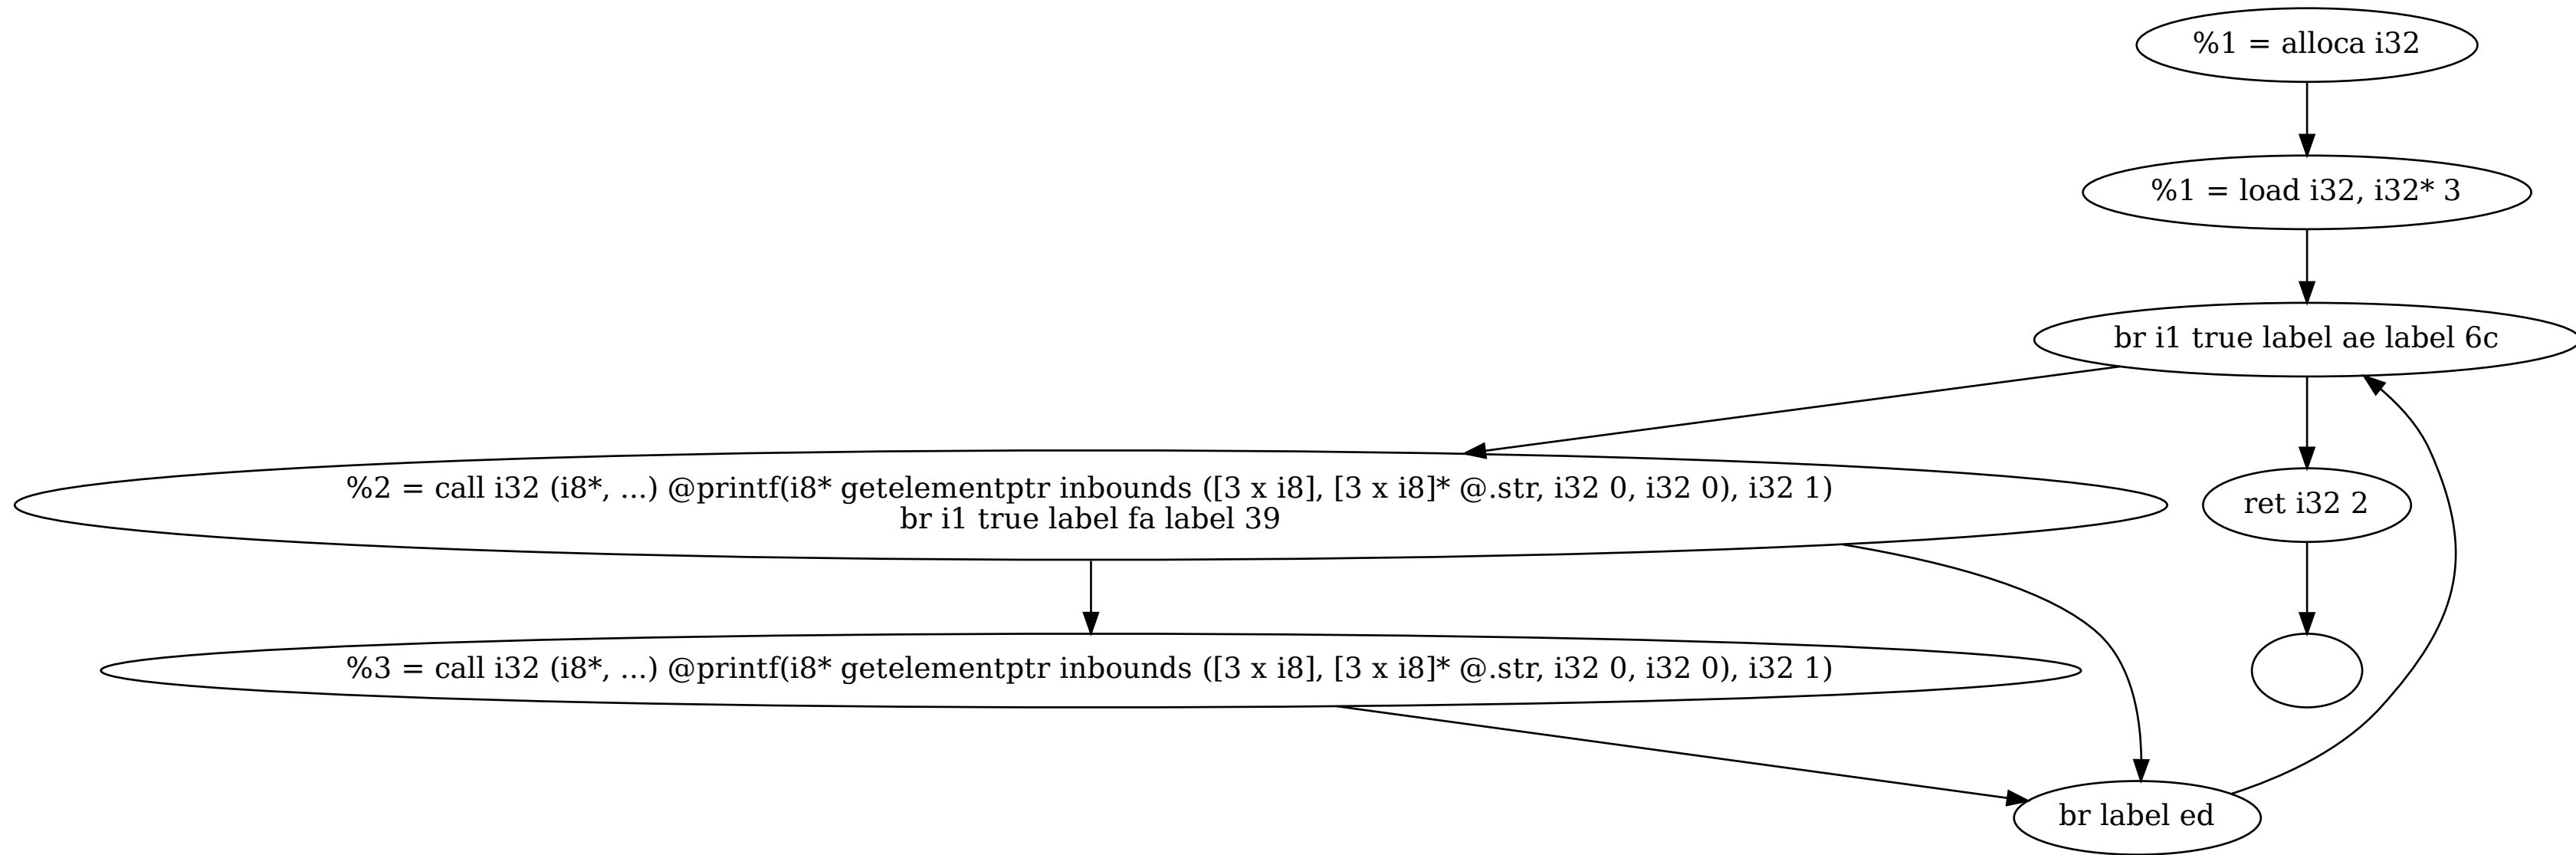 %1 = alloca i32
%1 = load i32, i32* 3
br i1 true label ae label 6c
%2 = call i32 (i8*, ...) @printf(i8* getelementptr inbounds ([3 x i8], [3 x i8]* @.str, i32 0, i32 0), i32 1)
br i1 true label fa label 39
ret i32 2
%3 = call i32 (i8*, ...) @printf(i8* getelementptr inbounds ([3 x i8], [3 x i8]* @.str, i32 0, i32 0), i32 1)
br label ed